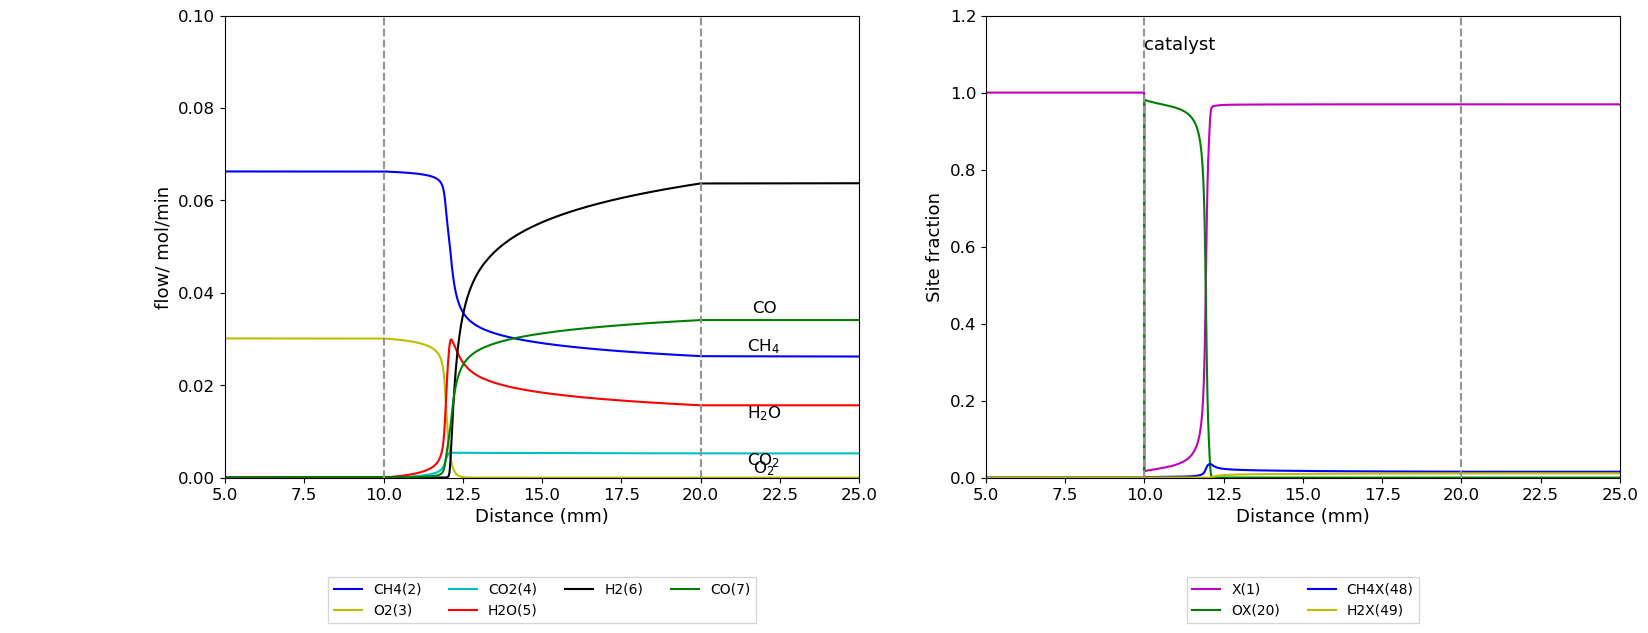 0.10
0.08
0.06
0.04
0.02
0.00
flow/ mol/min
CO
CH₄
H₂O
CO₂
O₂
5.0 7.5 10.0 12.5 15.0 17.5 20.0 22.5 25.0
Distance (mm)
CH4(2) CO2(4) H2(6) CO(7)
O2(3) H2O(5)
1.2
1.0
0.8
0.6
0.4
0.2
0.0
Site fraction
catalyst
5.0 7.5 10.0 12.5 15.0 17.5 20.0 22.5 25.0
Distance (mm)
X(1) CH4X(48)
OX(20) H2X(49)